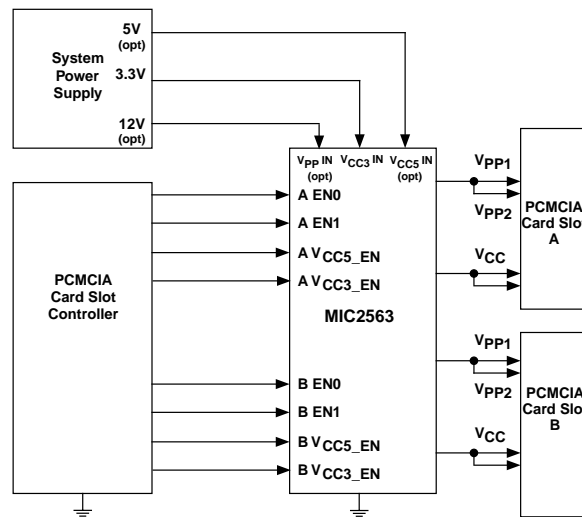 System
Power
Supply
5V
(opt)
3.3V
12V
(opt)
VPP IN
(opt)
VCC3 IN
VCC5 IN
(opt)
PCMCIA
Card Slot
Controller
A EN0
A EN1
A VCC5_EN
A VCC3_EN
MIC2563
B EN0
B EN1
B VCC5_EN
B VCC3_EN
VPP1
VPP2
VCC
PCMCIA
Card Slot
A
VPP1
VPP2
VCC
PCMCIA
Card Slot
B